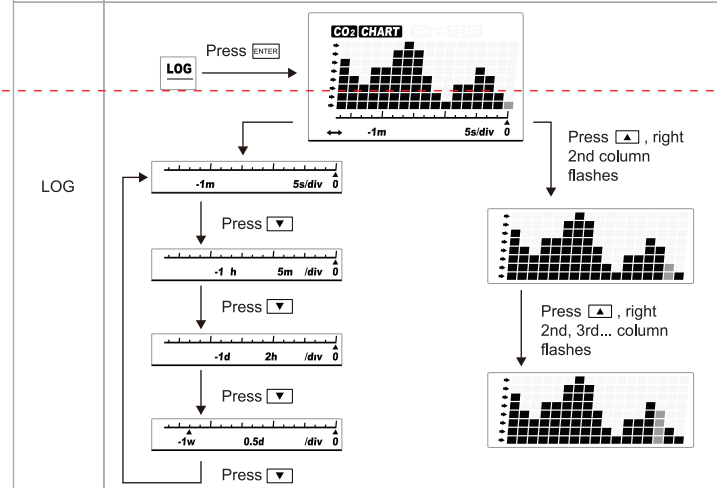 CO2 CHART RH TEMP
Press ENTER
LOG
-1m 5s/div 0
Press ▲ , right
2nd column
flashes
LOG
-1m 5s/div 0
Press ▼
-1 h 5m /div 0
Press ▲ , right
2nd, 3rd... column
flashes
Press ▼
-1d 2h /div 0
Press ▼
-1w 0.5d /div 0
Press ▼